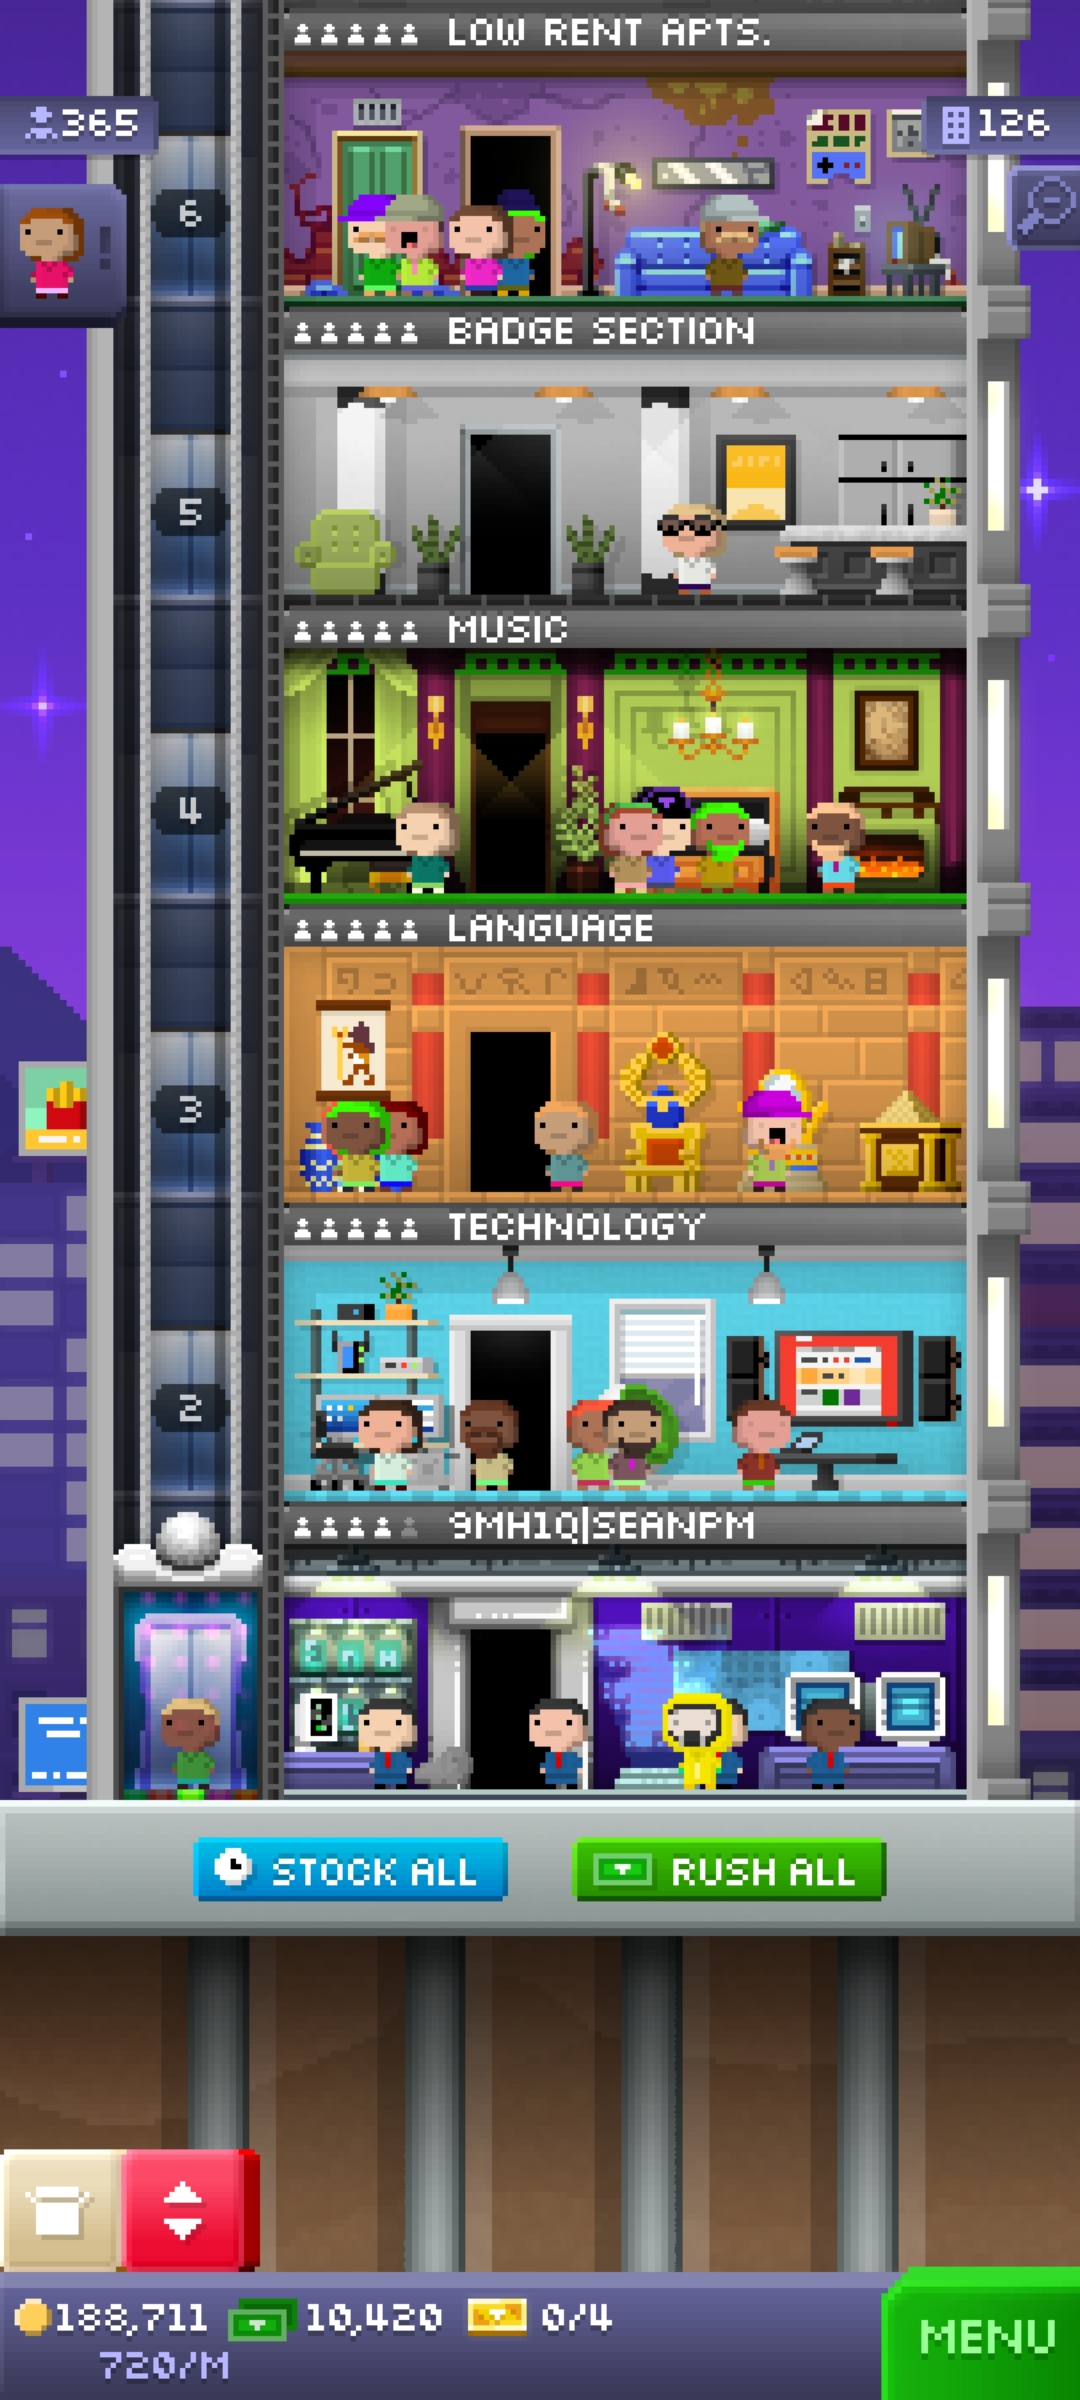 LOW RENT APTS.
365
126
6
BADGE SECTION
5
MUSIC
4
LANGUAGE
3
TECHNOLOGY
2
9MH1Q|SEANPM
STOCK ALL
RUSH ALL
188,711
10,420
0/4
720/M
MENU